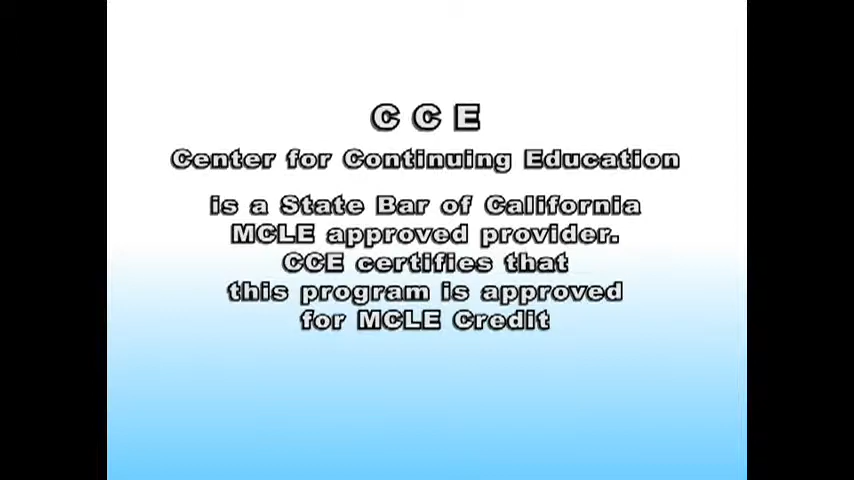 C C E
Center for Continuing Education
is a State Bar of California
MCLE approved provider.
CCE certifies that
this program is approved
for MCLE Credit